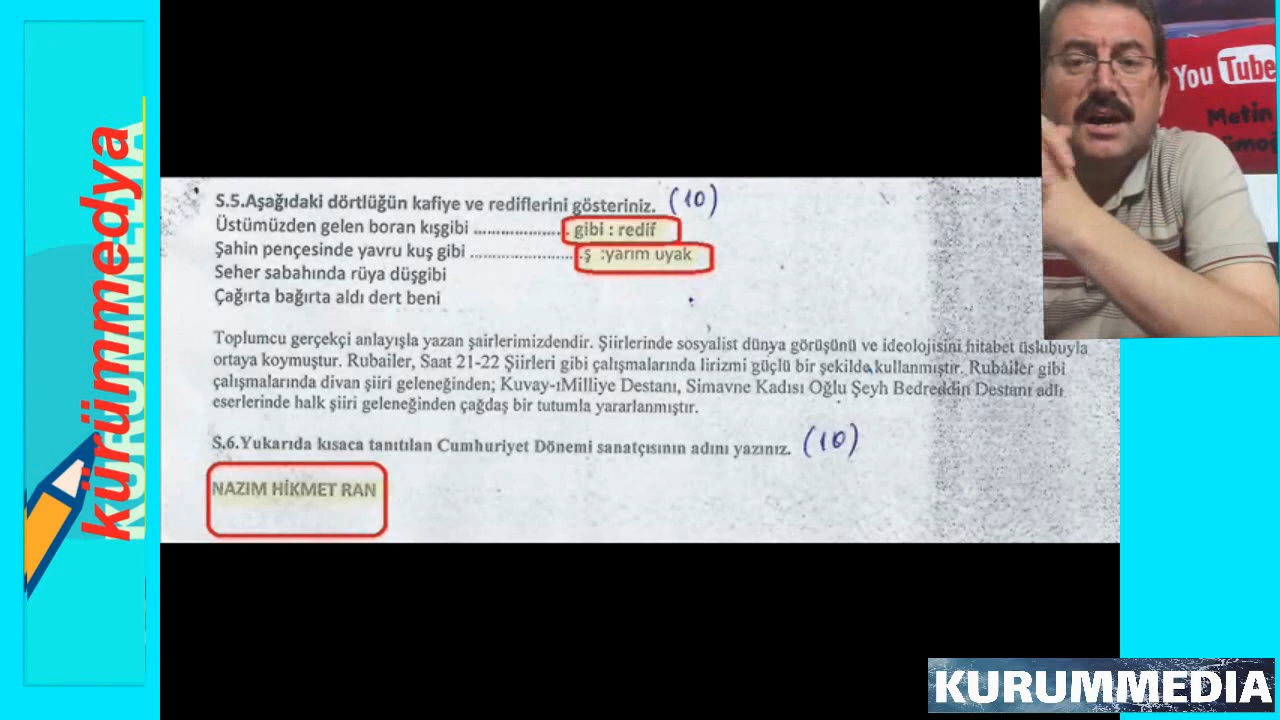 kürümmedya
KURUMMEDYA
You Tube
Metin
S.5.Aşağıdaki dörtlüğün kafiye ve rediflerini gösteriniz. (10)
Üstümüzden gelen boran kışgibi .................... gibi : redif
Şahin pençesinde yavru kuş gibi ........................ş :yarım uyak
Seher sabahında rüya düşgibi
Çağırta bağırta aldı dert beni
Toplumcu gerçekçi anlayışla yazan şairlerimizdendir. Şiirlerinde sosyalist dünya görüşünü ve ideolojisini hitabet üslubuyla
ortaya koymuştur. Rubailer, Saat 21-22 Şiirleri gibi çalışmalarında lirizmi güçlü bir şekilde kullanmıştır. Rubailer gibi
çalışmalarında divan şiiri geleneğinden; Kuvay-ıMilliye Destanı, Simavne Kadısı Oğlu Şeyh Bedreddin Destanı adlı
eserlerinde halk şiiri geleneğinden çağdaş bir tutumla yararlanmıştır.
S.6.Yukarıda kısaca tanıtılan Cumhuriyet Dönemi sanatçısının adını yazınız. (10)
NAZIM HİKMET RAN
KURUMMEDIA